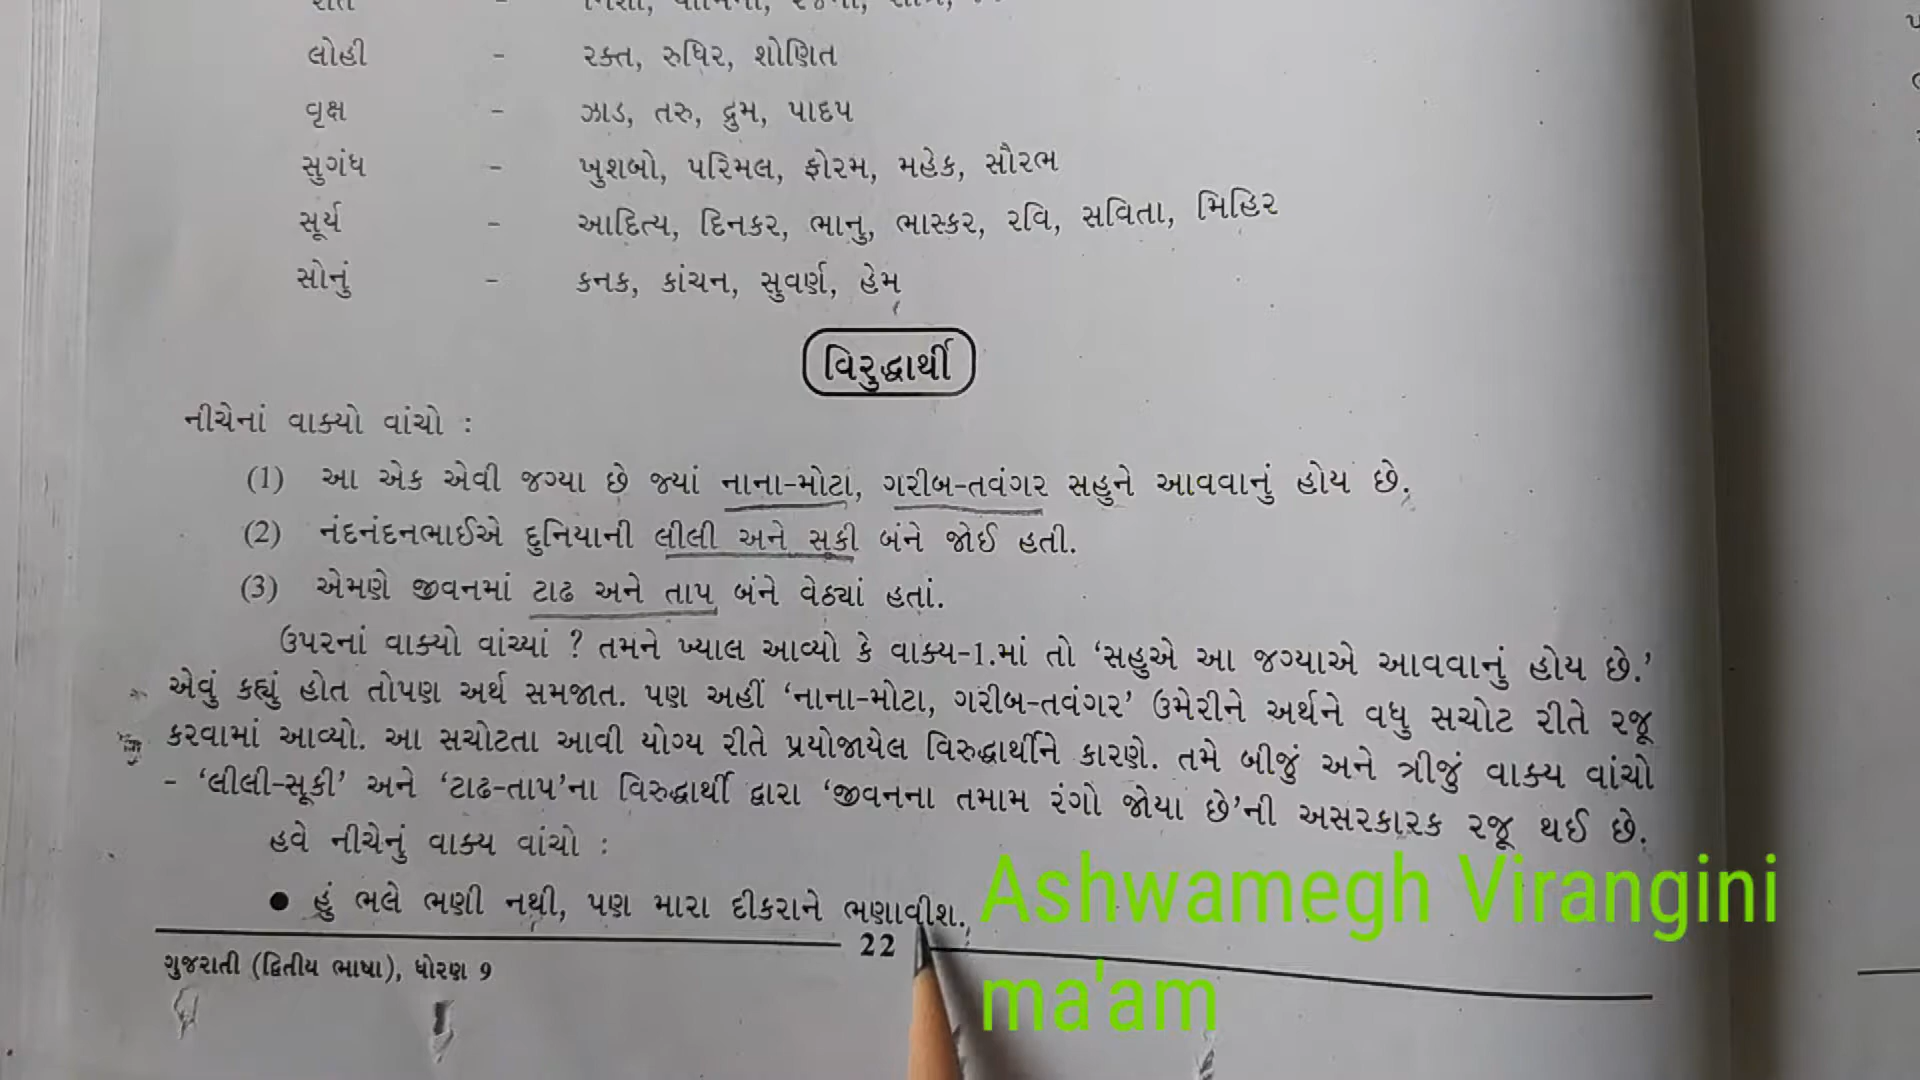 લોહી - રક્ત, રુધિર, શોણિત
વૃક્ષ - ઝાડ, તરુ, દ્રુમ, પાદપ
સુગંધ - ખુશબો, પરિમલ, ફોરમ, મહેક, સૌરભ
સૂર્ય - આદિત્ય, દિનકર, ભાનુ, ભાસ્કર, રવિ, સવિતા, મિહિર
સોનું - કનક, કાંચન, સુવર્ણ, હેમ
વિરુદ્ધાર્થી
નીચેનાં વાક્યો વાંચો :
(1) આ એક એવી જગ્યા છે જ્યાં નાના-મોટા, ગરીબ-તવંગર સહુને આવવાનું હોય છે.
(2) નંદનંદનભાઈએ દુનિયાની લીલી અને સૂકી બંને જોઈ હતી.
(3) એમણે જીવનમાં ટાઢ અને તાપ બંને વેઠ્યાં હતાં.
ઉપરનાં વાક્યો વાંચ્યાં ? તમને ખ્યાલ આવ્યો કે વાક્ય-1.માં તો ‘સહુએ આ જગ્યાએ આવવાનું હોય છે.’
એવું કહ્યું હોત તોપણ અર્થ સમજાત. પણ અહીં ‘નાના-મોટા, ગરીબ-તવંગર’ ઉમેરીને અર્થને વધુ સચોટ રીતે રજૂ
કરવામાં આવ્યો. આ સચોટતા આવી યોગ્ય રીતે પ્રયોજાયેલ વિરુદ્ધાર્થીને કારણે. તમે બીજું અને ત્રીજું વાક્ય વાંચો
- ‘લીલી-સૂકી’ અને ‘ટાઢ-તાપ’ના વિરુદ્ધાર્થી દ્વારા ‘જીવનના તમામ રંગો જોયા છે’ની અસરકારક રજૂ થઈ છે.
હવે નીચેનું વાક્ય વાંચો :
● હું ભલે ભણી નથી, પણ મારા દીકરાને ભણાવીશ.
22
ગુજરાતી (દ્વિતીય ભાષા), ધોરણ 9
Ashwamegh Virangini
ma'am